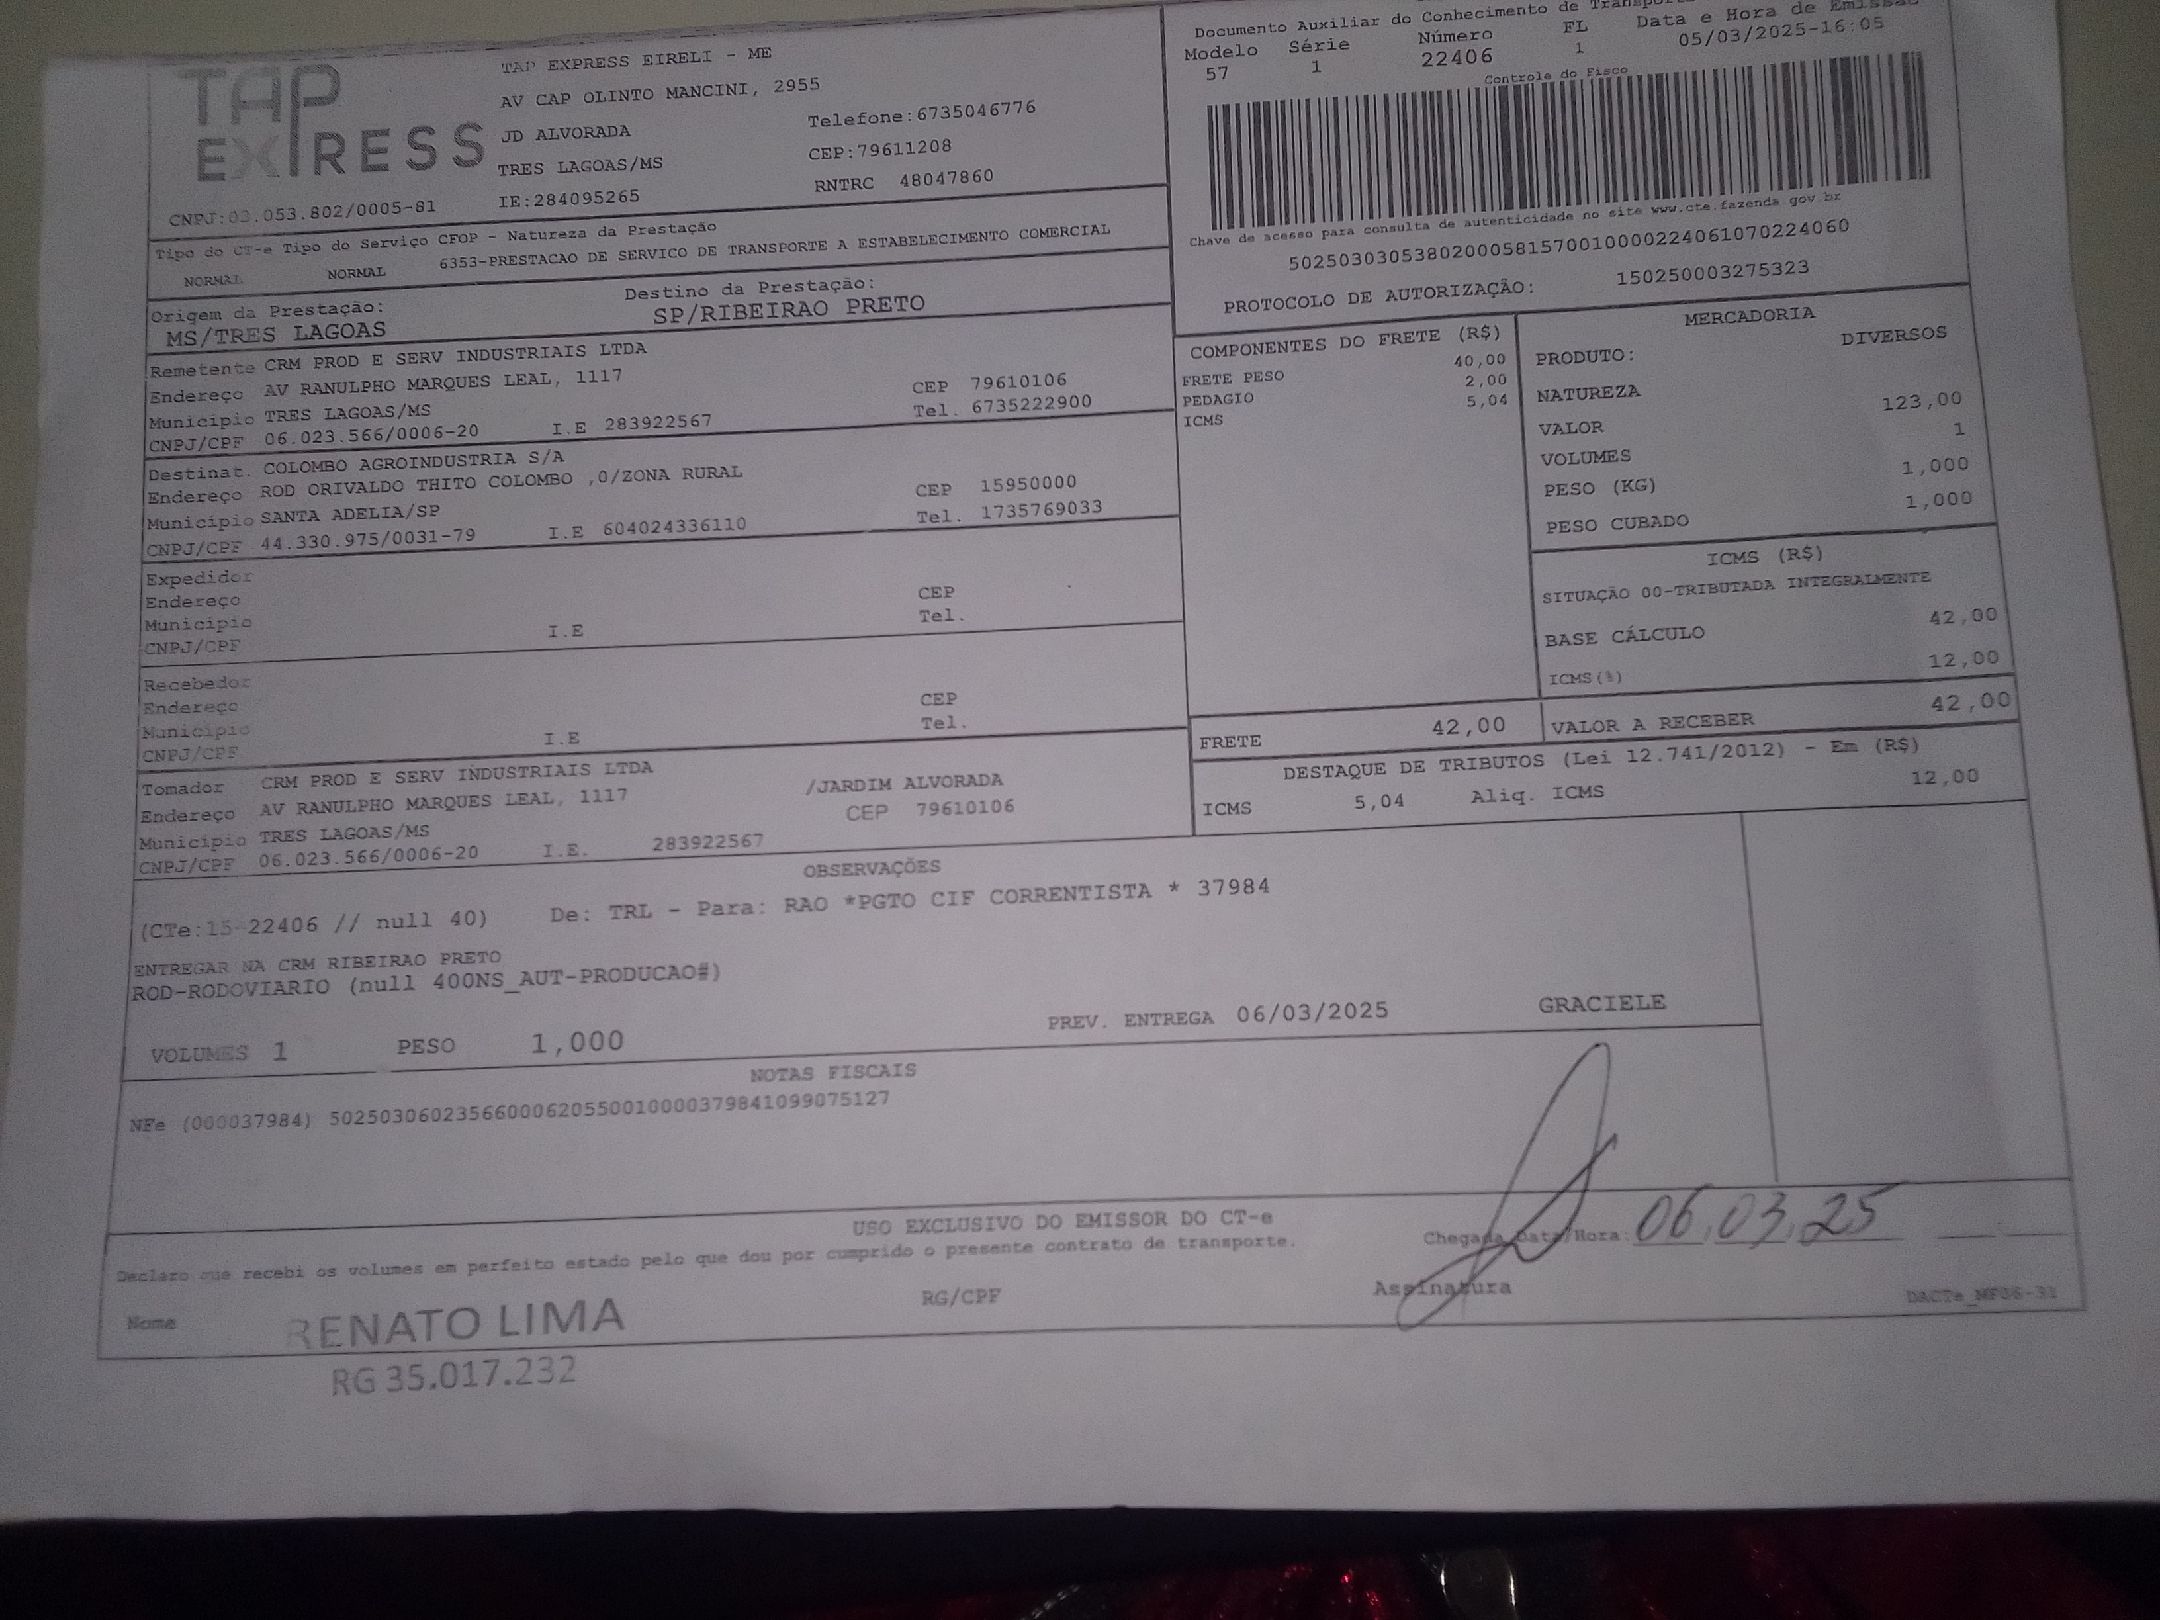 TAP EXPRESS
TAP EXPRESS EIRELI - ME
AV CAP OLINTO MANCINI, 2955
JD ALVORADA Telefone:6735046776
TRES LAGOAS/MS CEP:79611208
CNPJ:03.053.802/0005-81 IE:284095265 RNTRC 48047860
Documento Auxiliar do Conhecimento de
Modelo Série Número FL Data e Hora de Emissão
57 1 22406 1 05/03/2025-16:05
Controle do Fisco
Chave de acesso para consulta de autenticidade no site www.cte.fazenda.gov.br
50250303053802000581570010000224061070224060
PROTOCOLO DE AUTORIZAÇÃO: 150250003275323
Tipo do CT-e Tipo do Serviço CFOP - Natureza da Prestação
NORMAL NORMAL 6353-PRESTACAO DE SERVICO DE TRANSPORTE A ESTABELECIMENTO COMERCIAL
Origem da Prestação: Destino da Prestação:
MS/TRES LAGOAS SP/RIBEIRAO PRETO
Remetente CRM PROD E SERV INDUSTRIAIS LTDA
Endereço AV RANULPHO MARQUES LEAL, 1117 CEP 79610106
Município TRES LAGOAS/MS Tel. 6735222900
CNPJ/CPF 06.023.566/0006-20 I.E 283922567
Destinat. COLOMBO AGROINDUSTRIA S/A
Endereço ROD ORIVALDO THITO COLOMBO ,0/ZONA RURAL CEP 15950000
Município SANTA ADELIA/SP Tel. 1735769033
CNPJ/CPF 44.330.975/0031-79 I.E 604024336110
Expedidor
Endereço CEP
Município Tel.
CNPJ/CPF I.E
Recebedor
Endereço CEP
Município Tel.
CNPJ/CPF I.E
Tomador CRM PROD E SERV INDUSTRIAIS LTDA /JARDIM ALVORADA
Endereço AV RANULPHO MARQUES LEAL, 1117 CEP 79610106
Município TRES LAGOAS/MS
CNPJ/CPF 06.023.566/0006-20 I.E. 283922567
COMPONENTES DO FRETE (R$)
FRETE PESO 40,00
PEDAGIO 2,00
ICMS 5,04
MERCADORIA
PRODUTO: DIVERSOS
NATUREZA
VALOR 123,00
VOLUMES 1
PESO (KG) 1,000
PESO CUBADO 1,000
ICMS (R$)
SITUAÇÃO 00-TRIBUTADA INTEGRALMENTE
BASE CÁLCULO 42,00
ICMS(%) 12,00
FRETE 42,00 VALOR A RECEBER 42,00
DESTAQUE DE TRIBUTOS (Lei 12.741/2012) - Em (R$)
ICMS 5,04 Aliq. ICMS 12,00
OBSERVAÇÕES
(CTe:15-22406 // null 40) De: TRL - Para: RAO *PGTO CIF CORRENTISTA * 37984
ENTREGAR NA CRM RIBEIRAO PRETO
ROD-RODOVIARIO (null 400NS_AUT-PRODUCAO#)
VOLUMES 1 PESO 1,000 PREV. ENTREGA 06/03/2025 GRACIELE
NOTAS FISCAIS
NFe (000037984) 50250306023566000620550010000379841099075127
USO EXCLUSIVO DO EMISSOR DO CT-e
Declaro que recebi os volumes em perfeito estado pelo que dou por cumprido o presente contrato de transporte.
Chegada Data/Hora: 06,03,25
Nome RENATO LIMA RG/CPF Assinatura
RG 35.017.232